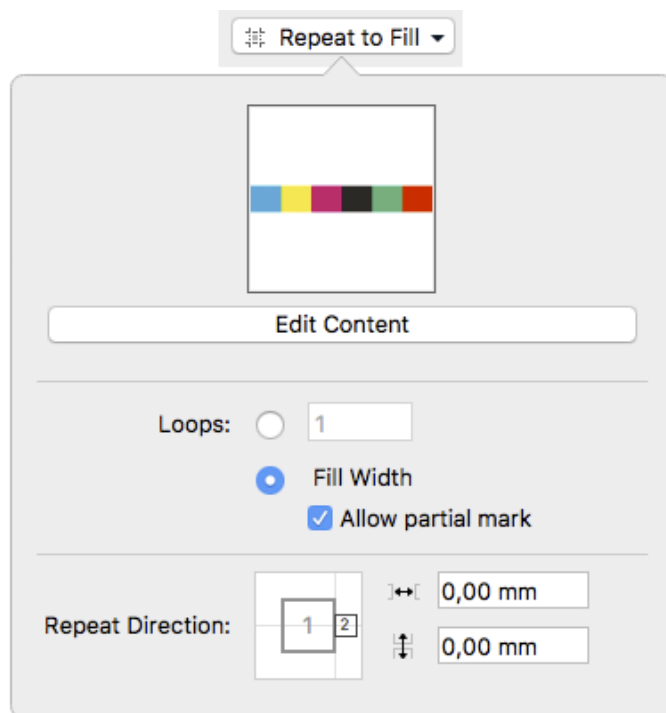 Repeat to Fill
Edit Content
Loops: 1
Fill Width
Allow partial mark
Repeat Direction: 1 2 0,00 mm
0,00 mm